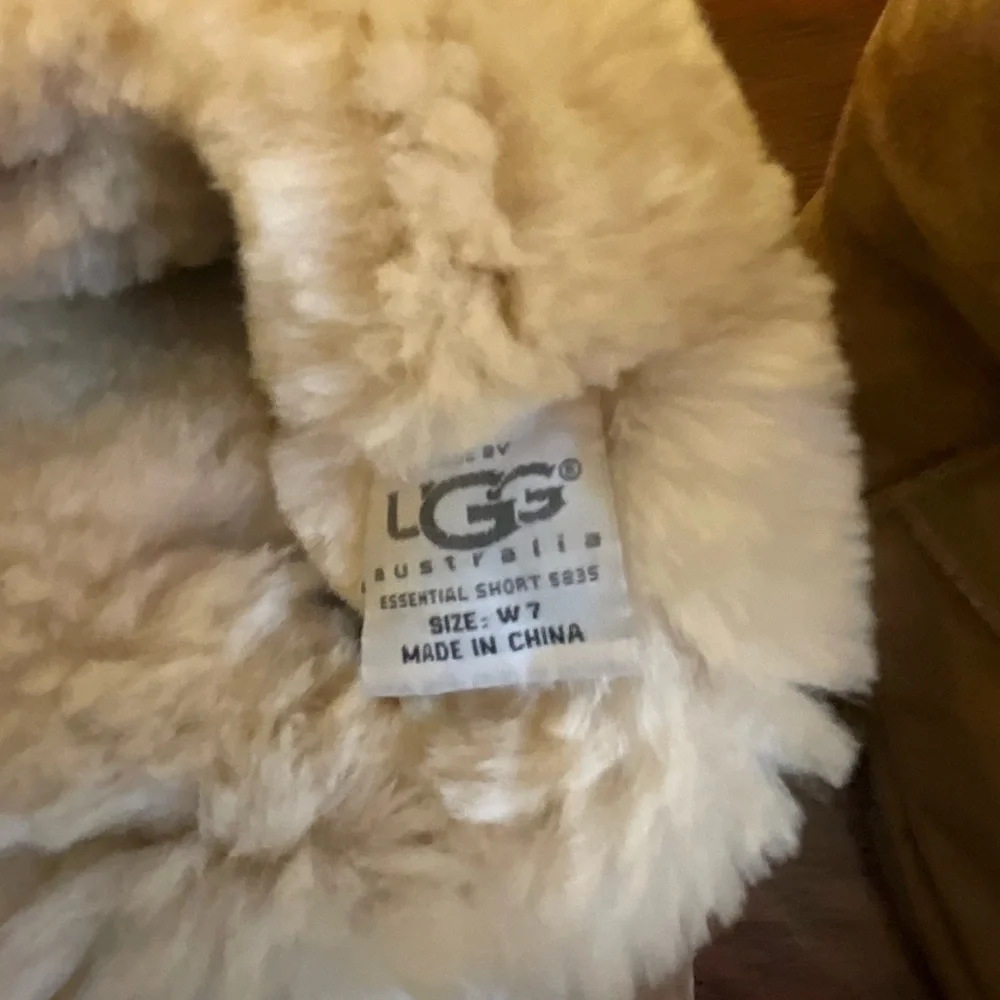 BY
UGG®
australia
ESSENTIAL SHORT 5835
SIZE: W 7
MADE IN CHINA